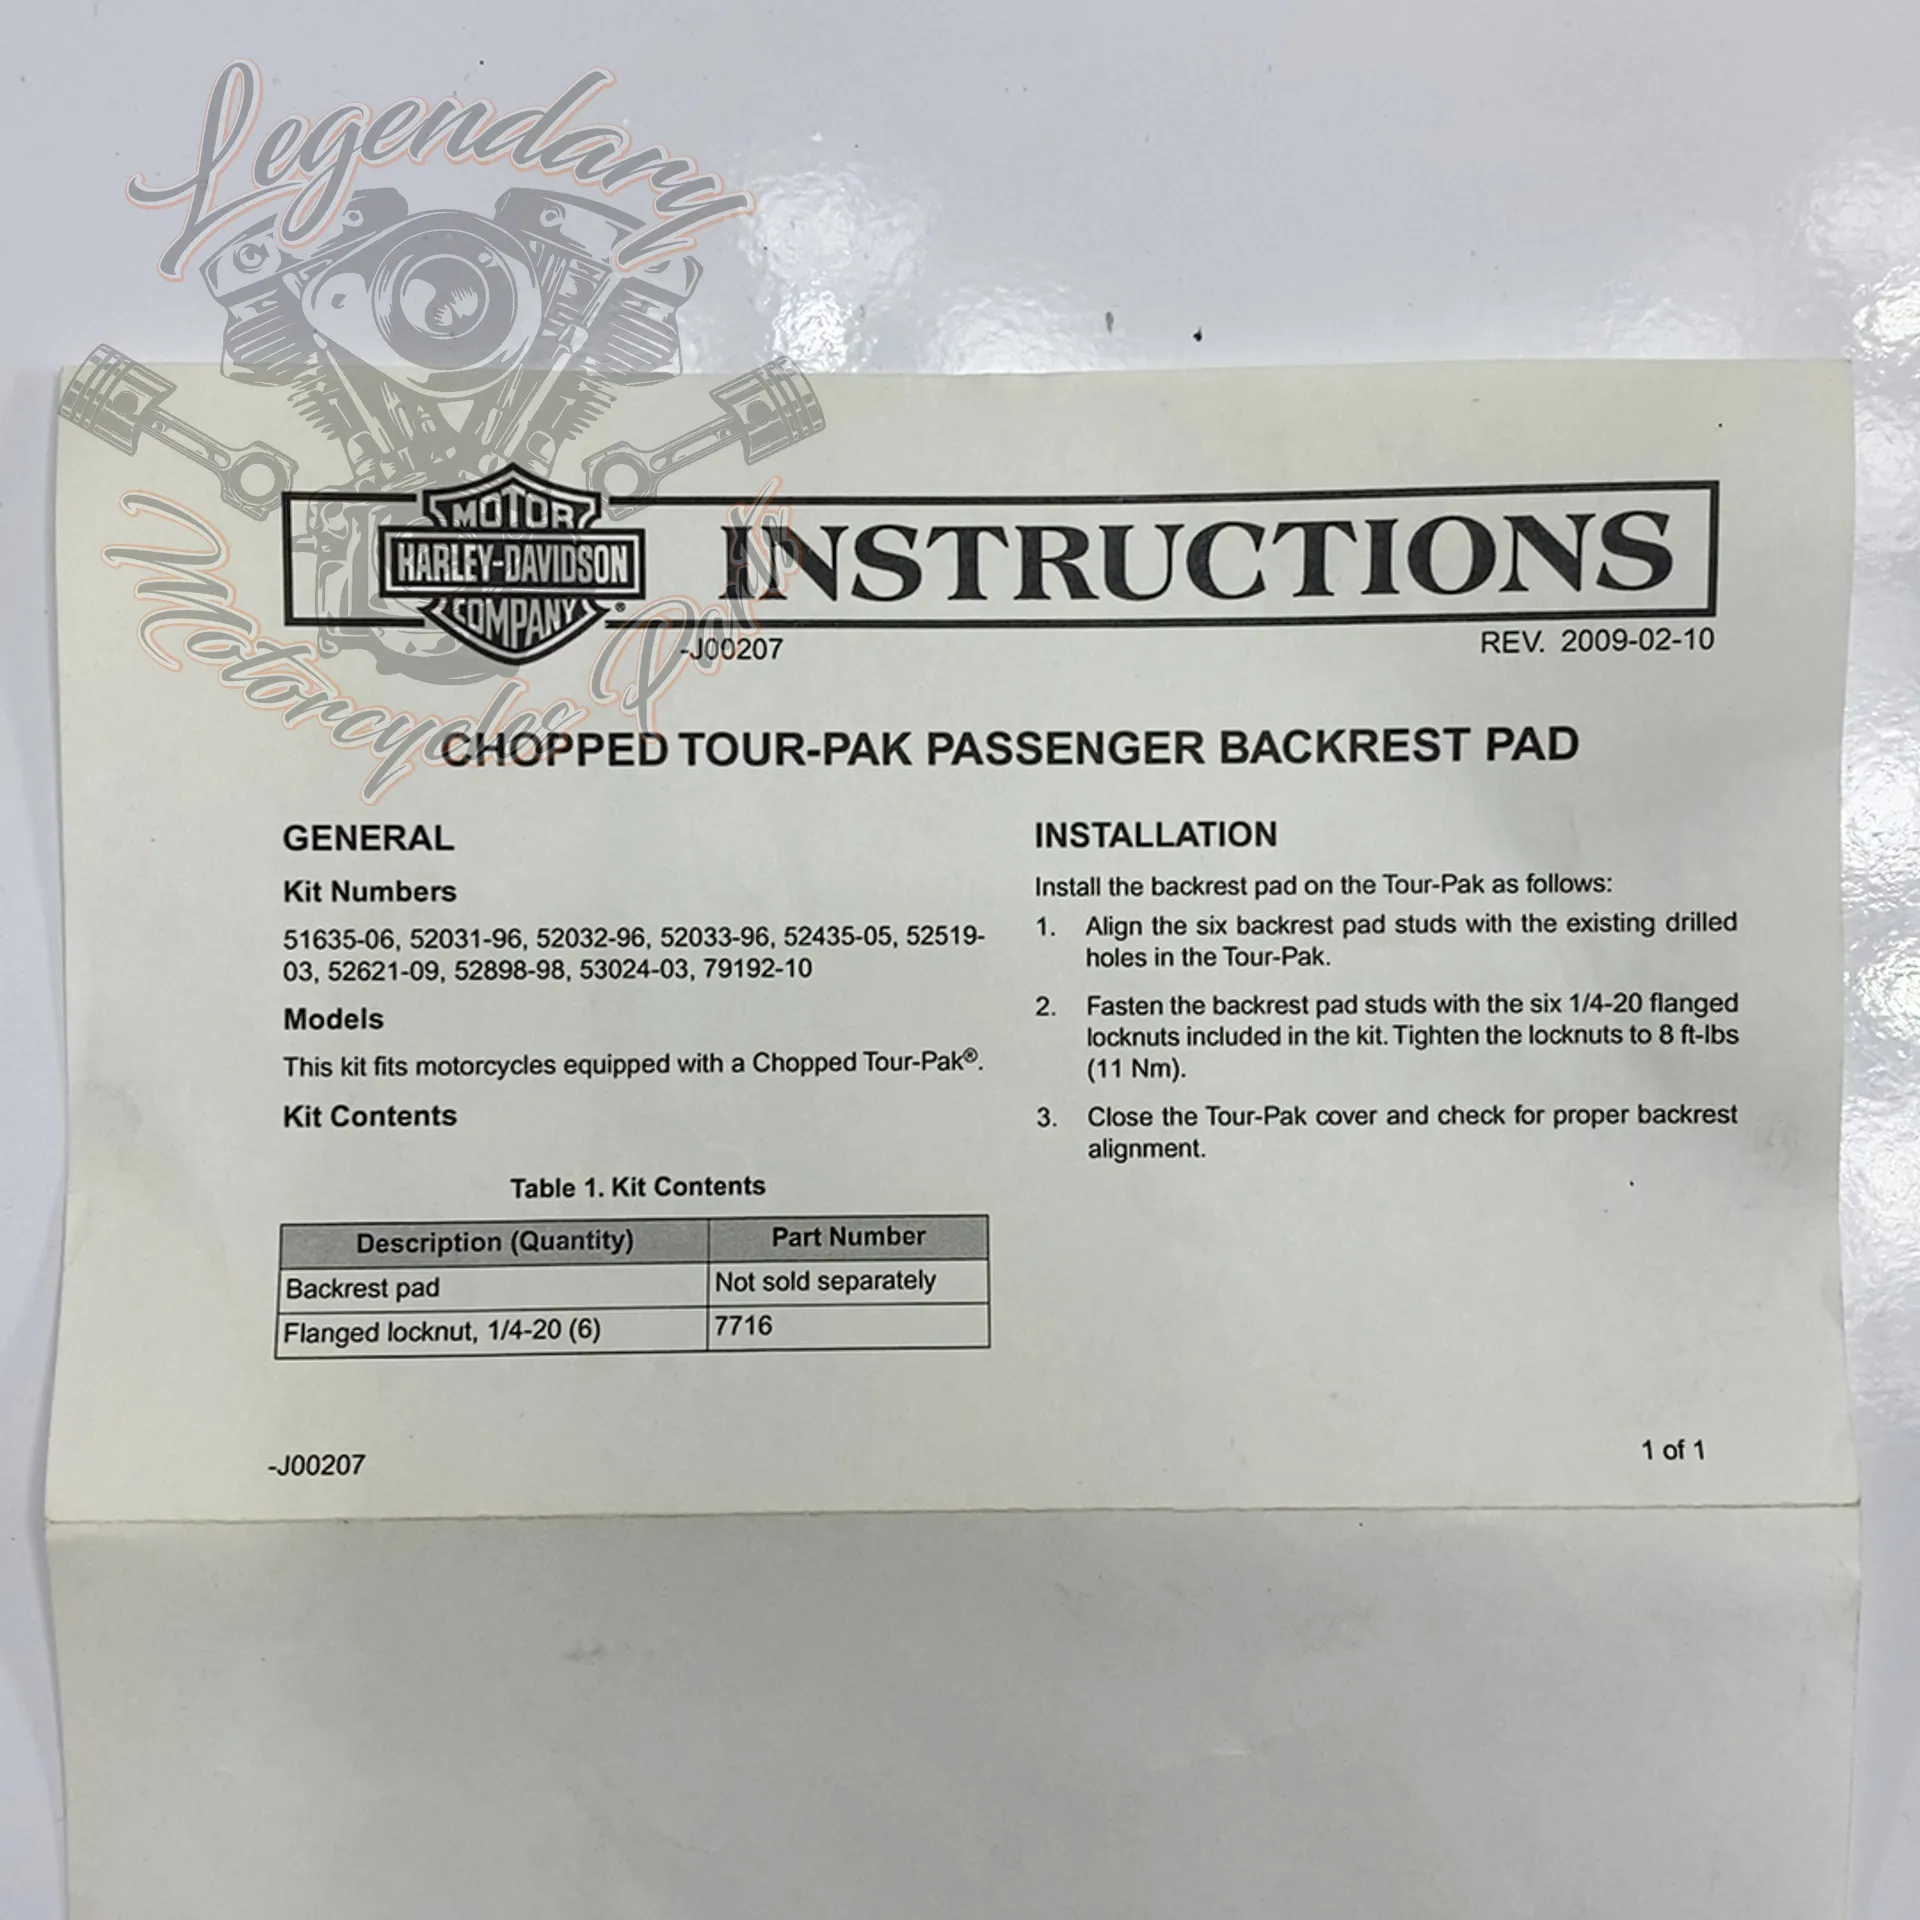 Legendary
Motorcycles Parts
MOTOR
HARLEY-DAVIDSON
COMPANY
®
INSTRUCTIONS
-J00207
REV. 2009-02-10
CHOPPED TOUR-PAK PASSENGER BACKREST PAD
GENERAL
Kit Numbers
51635-06, 52031-96, 52032-96, 52033-96, 52435-05, 52519-
03, 52621-09, 52898-98, 53024-03, 79192-10
Models
This kit fits motorcycles equipped with a Chopped Tour-Pak®.
Kit Contents
Table 1. Kit Contents
Description (Quantity) Part Number
Backrest pad Not sold separately
Flanged locknut, 1/4-20 (6) 7716
INSTALLATION
Install the backrest pad on the Tour-Pak as follows:
1. Align the six backrest pad studs with the existing drilled
holes in the Tour-Pak.
2. Fasten the backrest pad studs with the six 1/4-20 flanged
locknuts included in the kit. Tighten the locknuts to 8 ft-lbs
(11 Nm).
3. Close the Tour-Pak cover and check for proper backrest
alignment.
-J00207
1 of 1